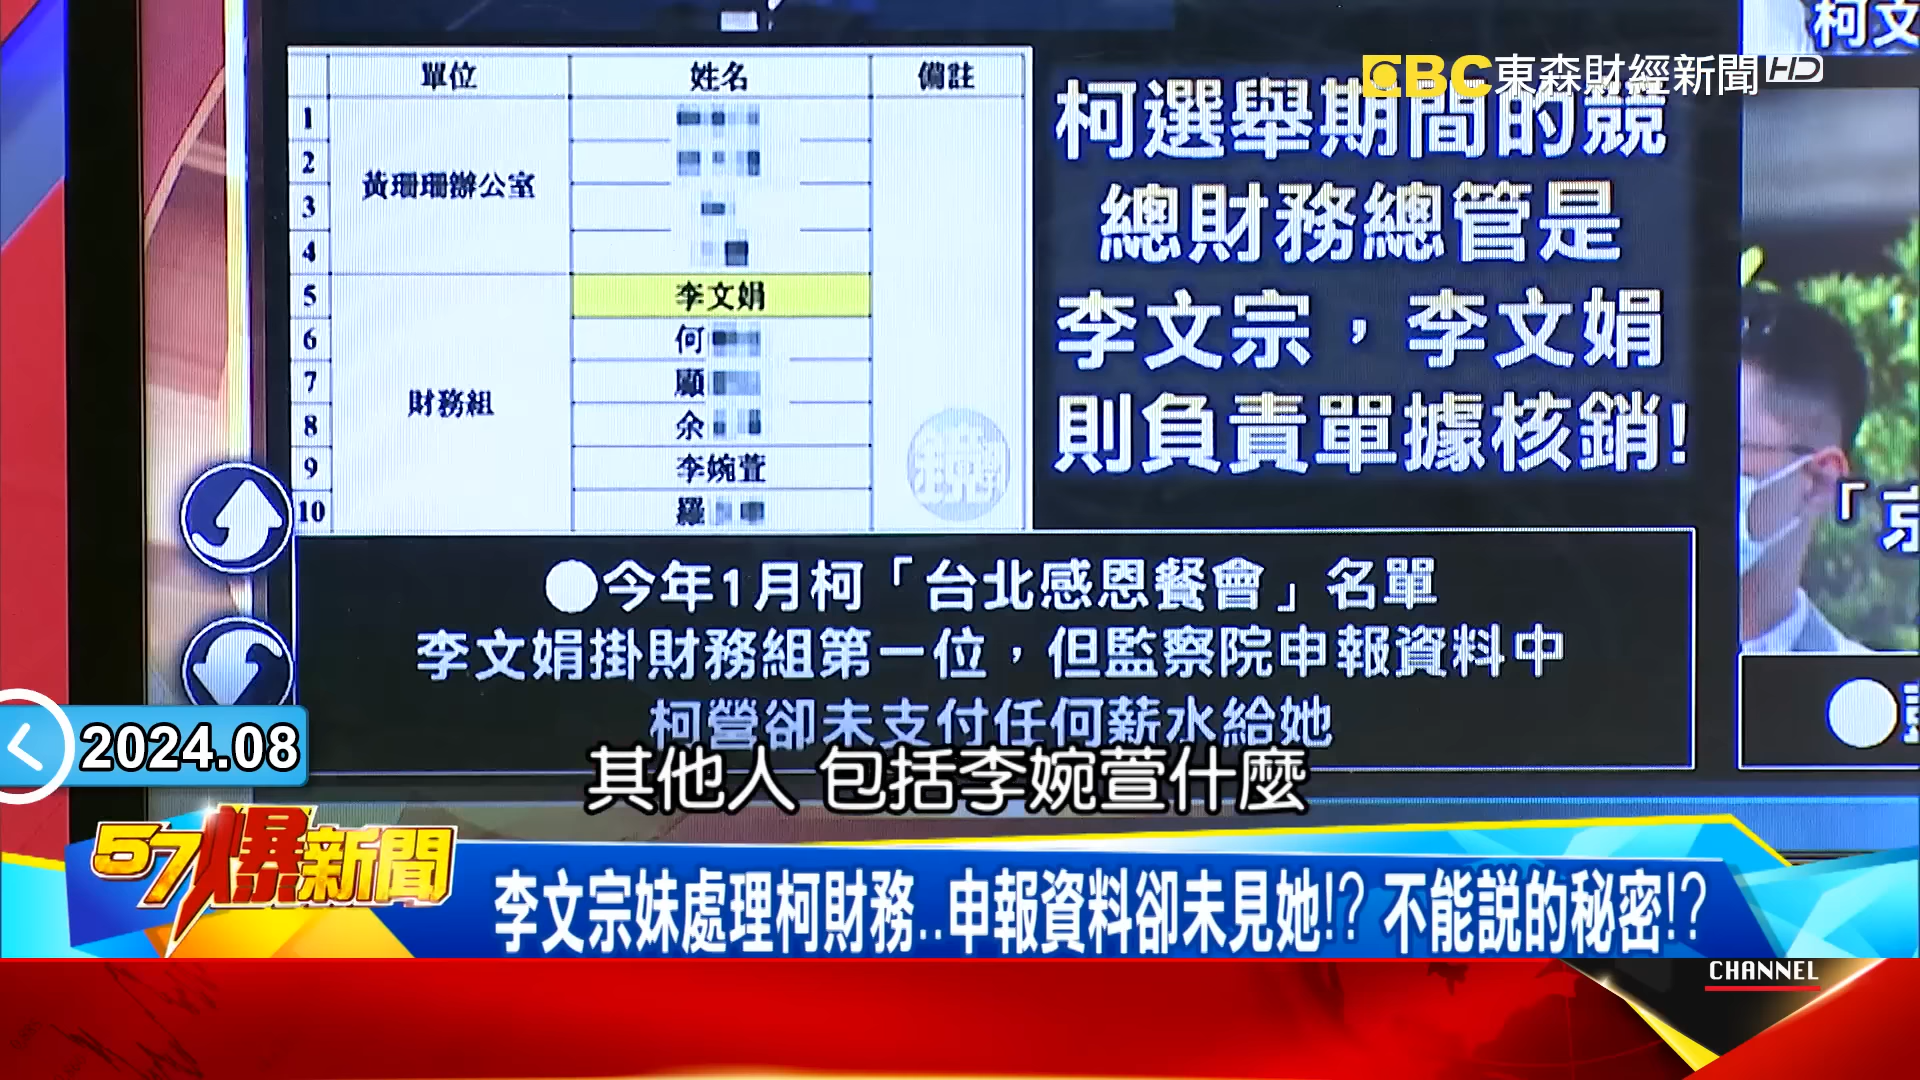 EBC東森財經新聞HD
柯文
單位 姓名 備註
1
2
黃珊珊辦公室
3
4
5 李文娟
6 何
7 顧
財務組
8 余
9 李婉萱
10 羅
鏡
柯選舉期間的競
總財務總管是
李文宗，李文娟
則負責單據核銷!
「京
●今年1月柯「台北感恩餐會」名單
李文娟掛財務組第一位，但監察院申報資料中
柯營卻未支付任何薪水給她
2024.08
其他人 包括李婉萱什麼
57爆新聞
李文宗妹處理柯財務..申報資料卻未見她!? 不能説的秘密!?
CHANNEL